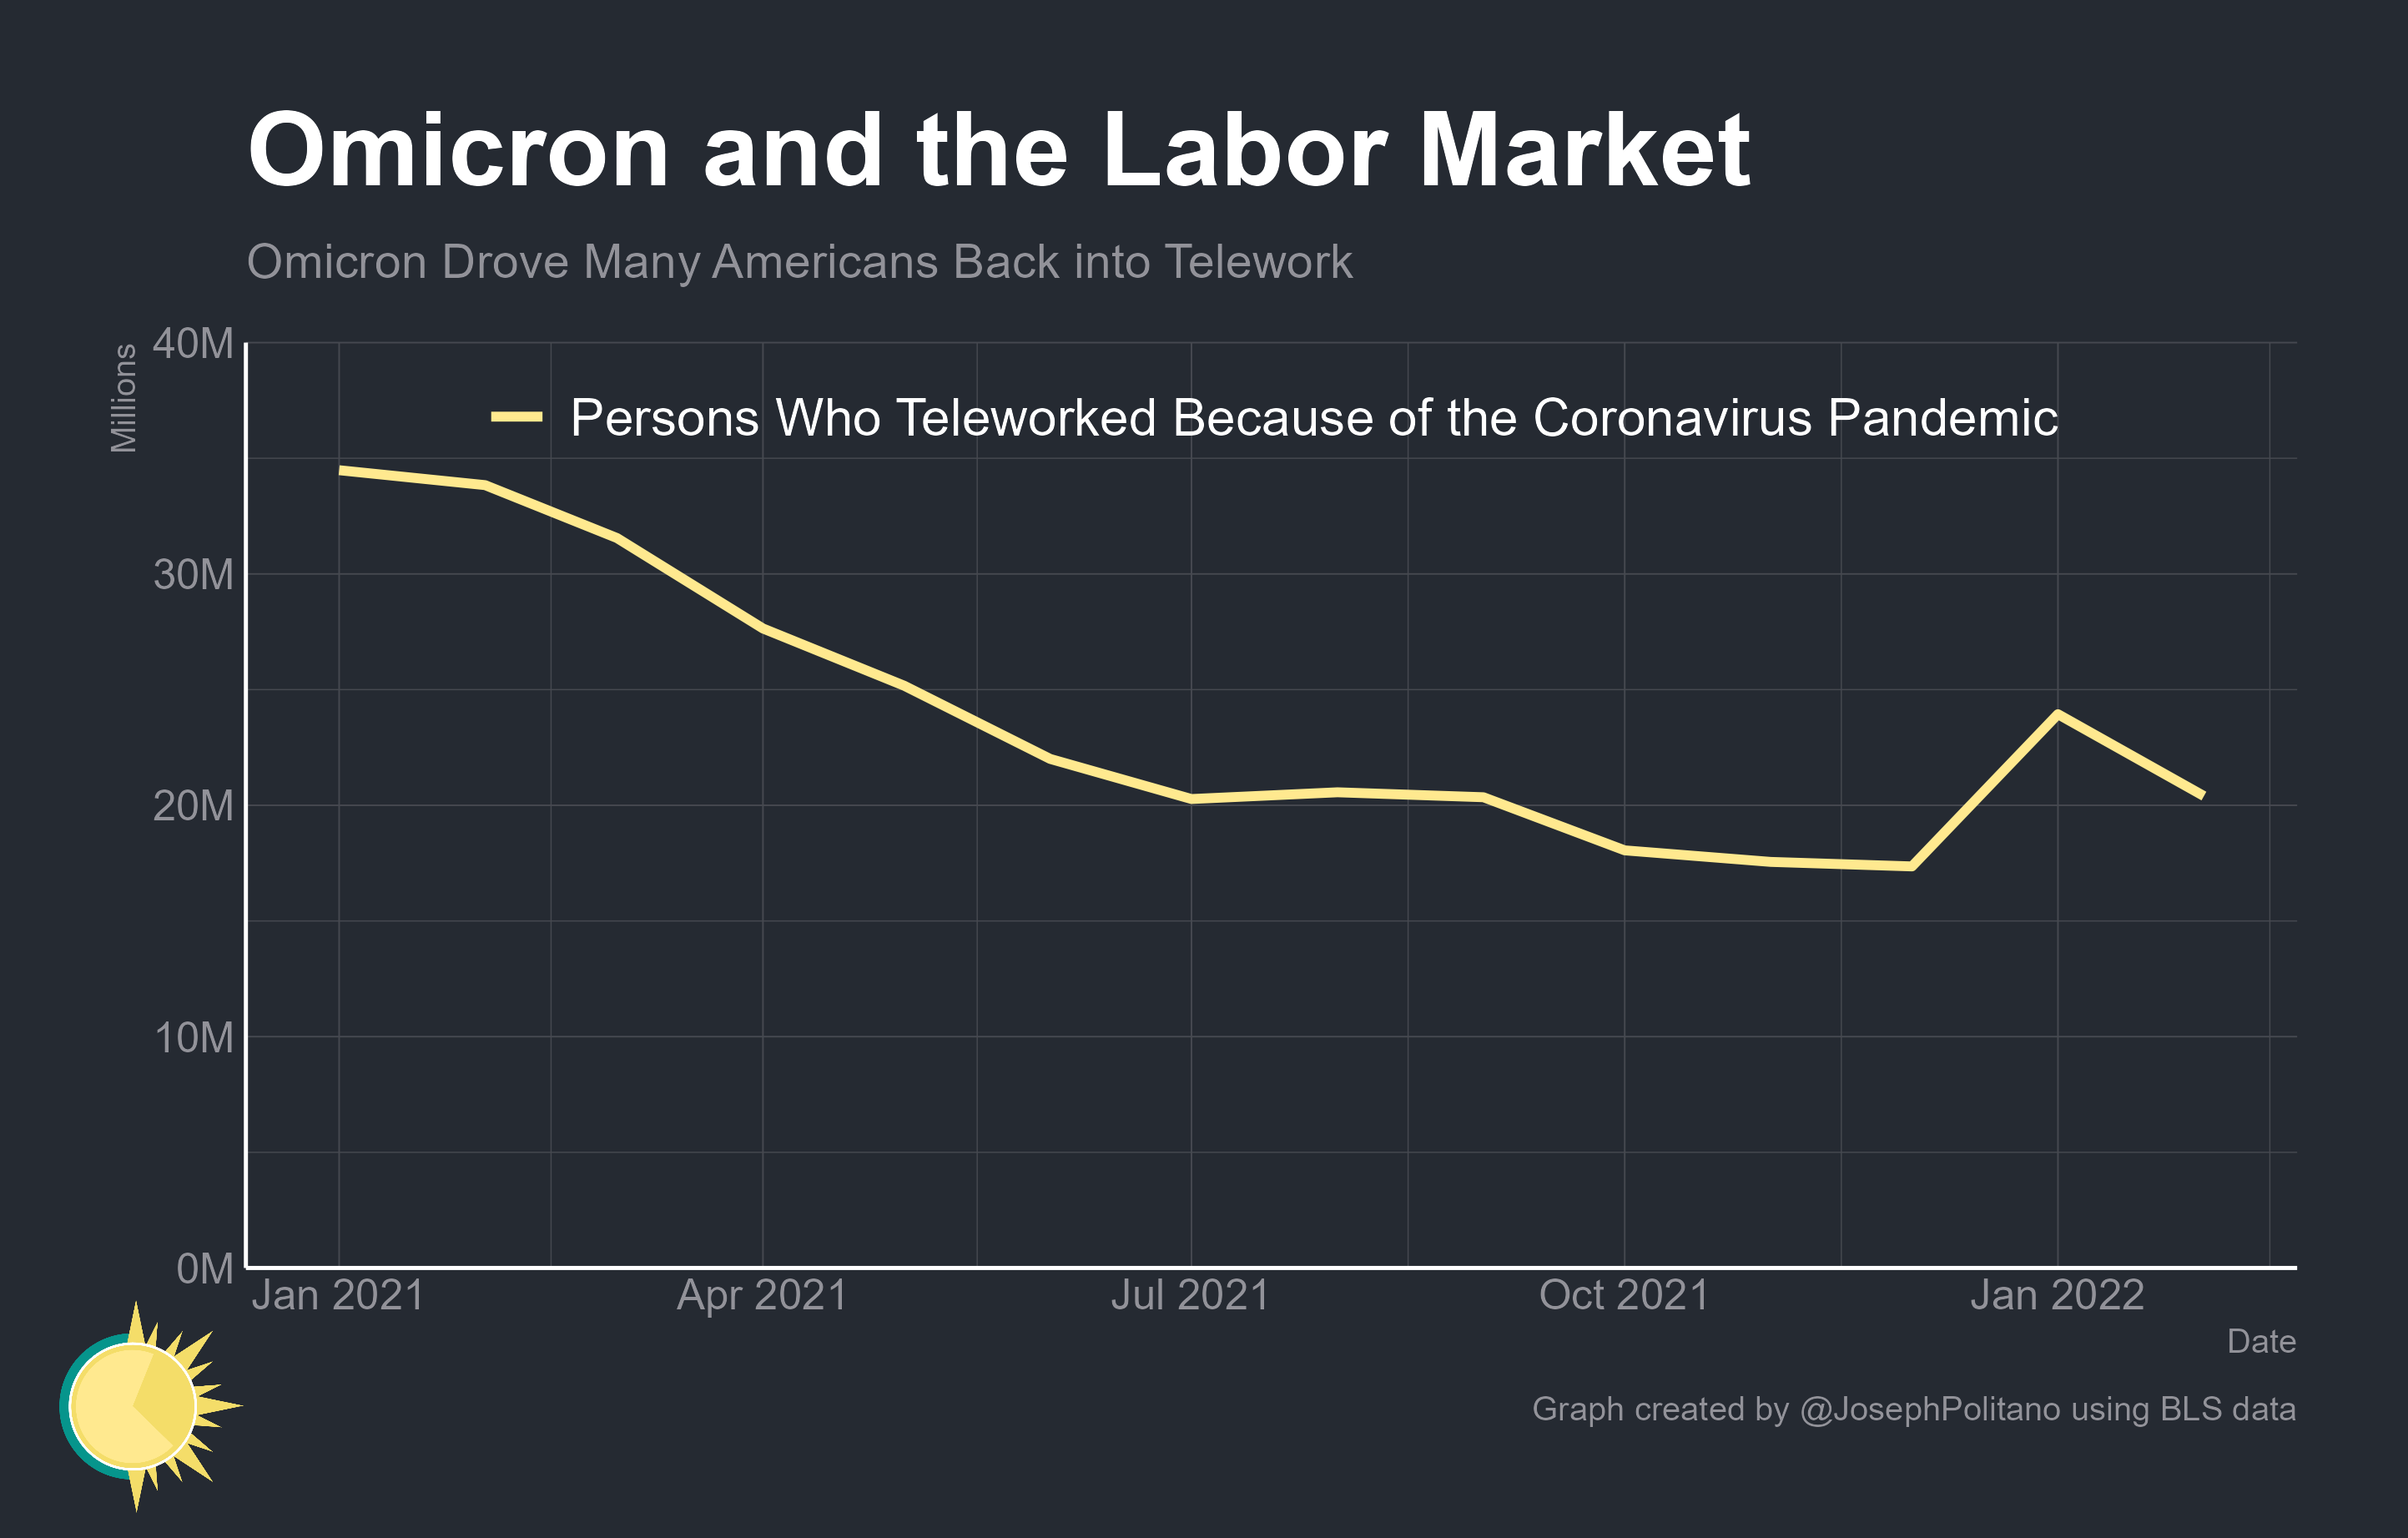 Omicron and the Labor Market
Omicron Drove Many Americans Back into Telework
Millions
40M
Persons Who Teleworked Because of the Coronavirus Pandemic
30M
20M
10M
0M
Jan 2021 Apr 2021 Jul 2021 Oct 2021 Jan 2022
Date
Graph created by @JosephPolitano using BLS data